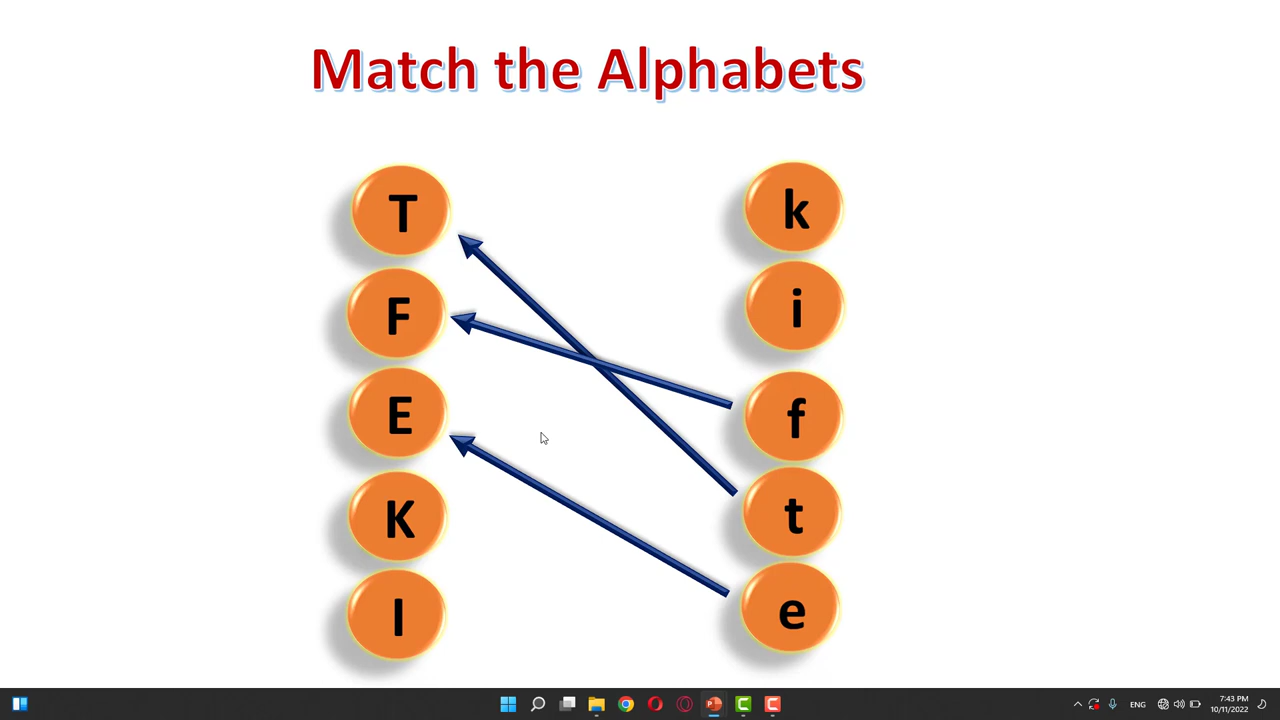 Match the Alphabets
T k
F i
E f
K t
I e
ENG
7:43 PM
10/11/2022